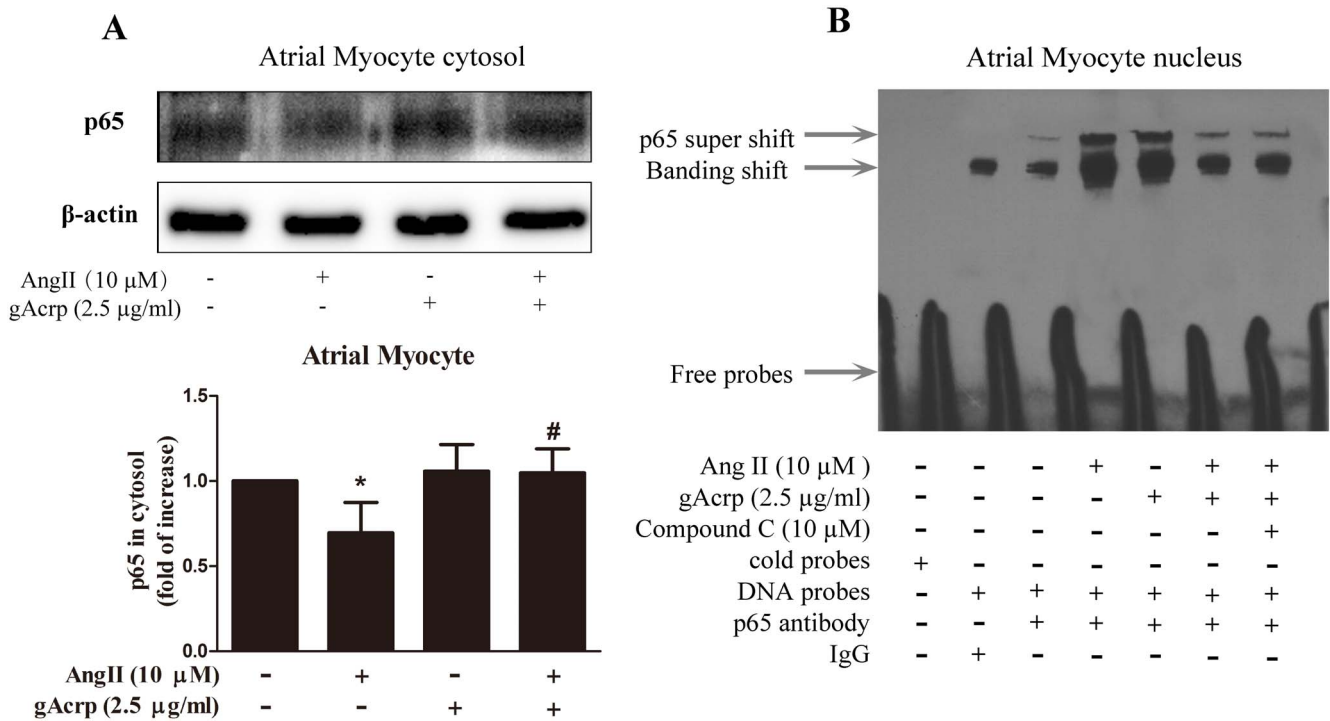 A
Atrial Myocyte cytosol
p65
β-actin
AngII (10 μM) - + - +
gAcrp (2.5 μg/ml) - - + +
Atrial Myocyte
p65 in cytosol
(fold of increase)
1.5
1.0
0.5
0.0
*
#
AngII (10 μM) - + - +
gAcrp (2.5 μg/ml) - - + +
B
Atrial Myocyte nucleus
p65 super shift
Banding shift
Free probes
Ang II (10 μM ) - - - + - + +
gAcrp (2.5 μg/ml) - - - - - + +
Compound C (10 μM) - - - - - - +
cold probes + - - - - - -
DNA probes - + + + + + +
p65 antibody - - + + + + +
IgG - + - - - - -